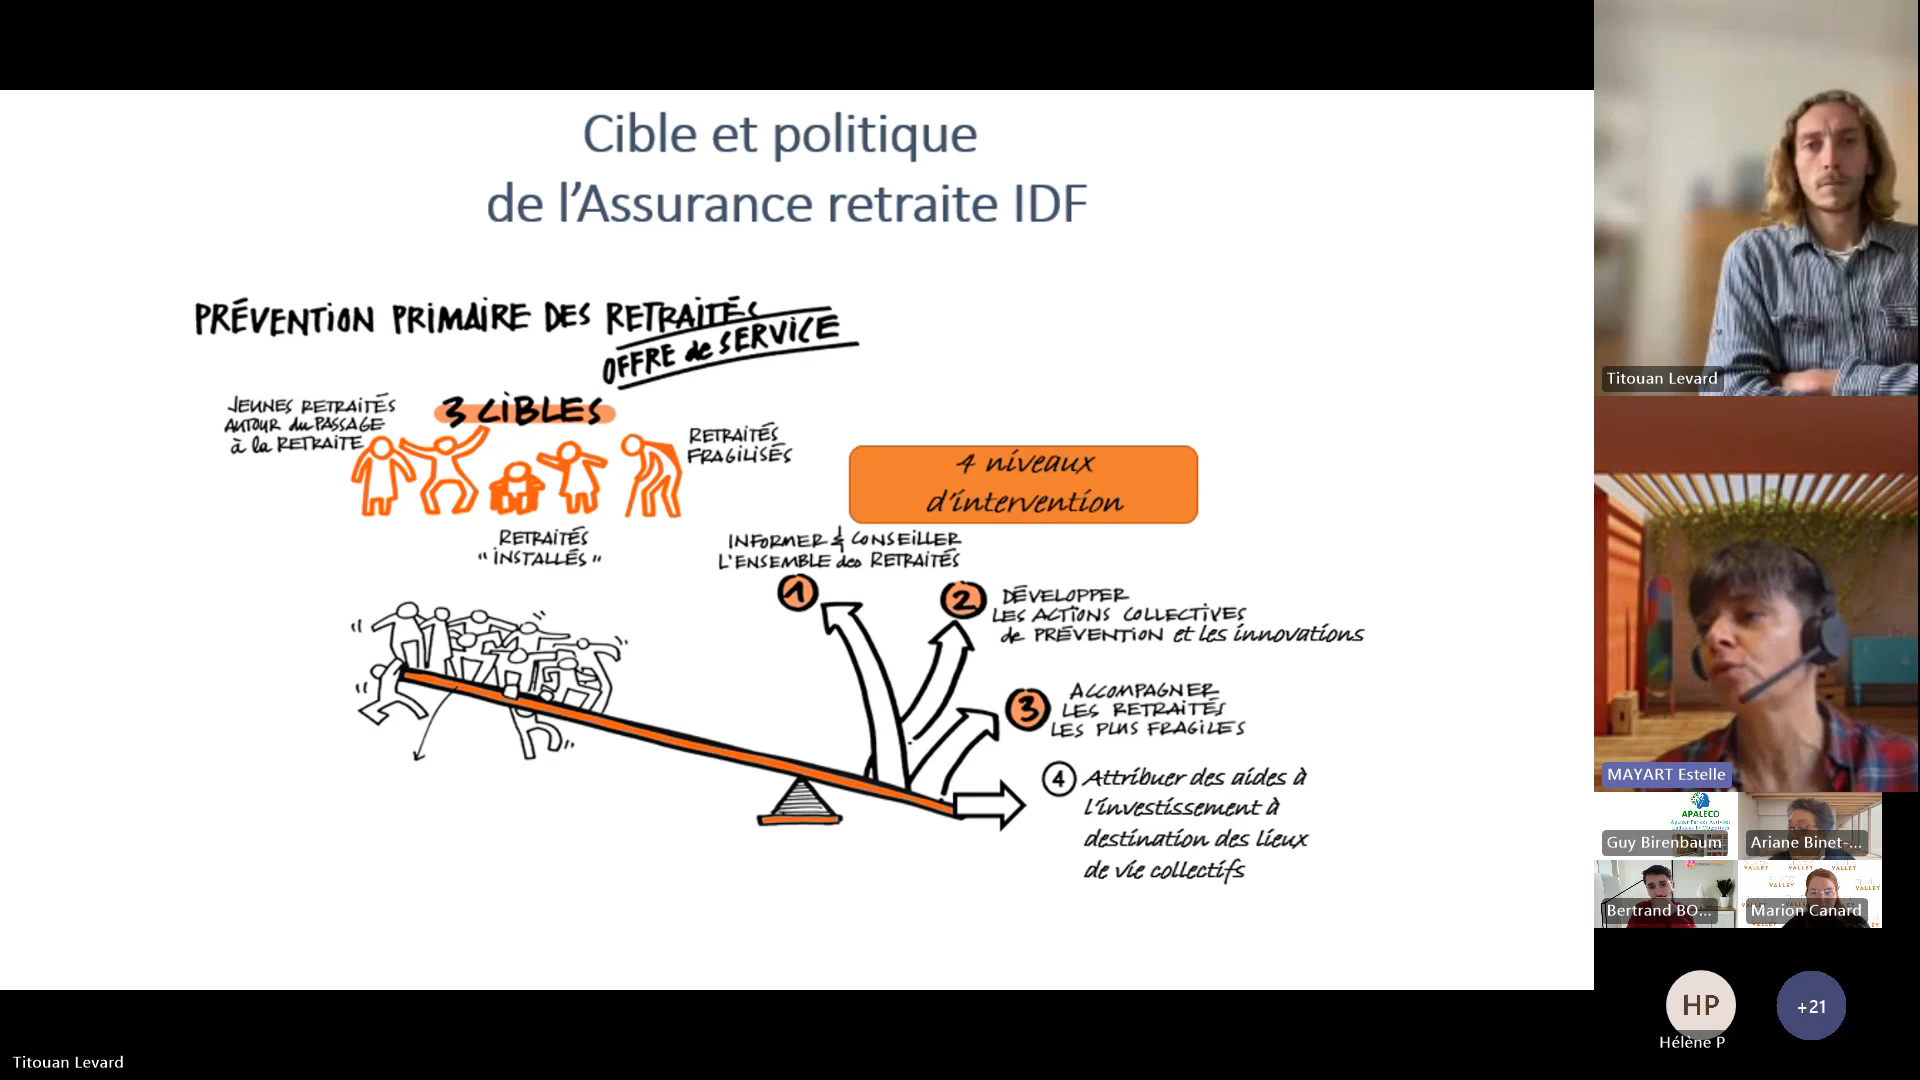 Cible et politique
de l’Assurance retraite IDF
PRÉVENTION PRIMAIRE DES RETRAITÉS
OFFRE de SERVICE
3 CIBLES
JEUNES RETRAITÉS
AUTOUR du PASSAGE
à la RETRAITE
RETRAITÉS
FRAGILISÉS
RETRAITÉS
"INSTALLÉS"
4 niveaux
d'intervention
INFORMER & CONSEILLER
L'ENSEMBLE des RETRAITÉS
1
2
DÉVELOPPER
LES ACTIONS COLLECTIVES
de PRÉVENTION et les innovations
3
ACCOMPAGNER
LES RETRAITÉS
LES PLUS FRAGILES
4
Attribuer des aides à
l'investissement à
destination des lieux
de vie collectifs
Titouan Levard
MAYART Estelle
APALECO
Guy Birenbaum
Ariane Binet-...
Bertrand BO...
VALLEY
Marion Canard
HP
Hélène P
+21
Titouan Levard